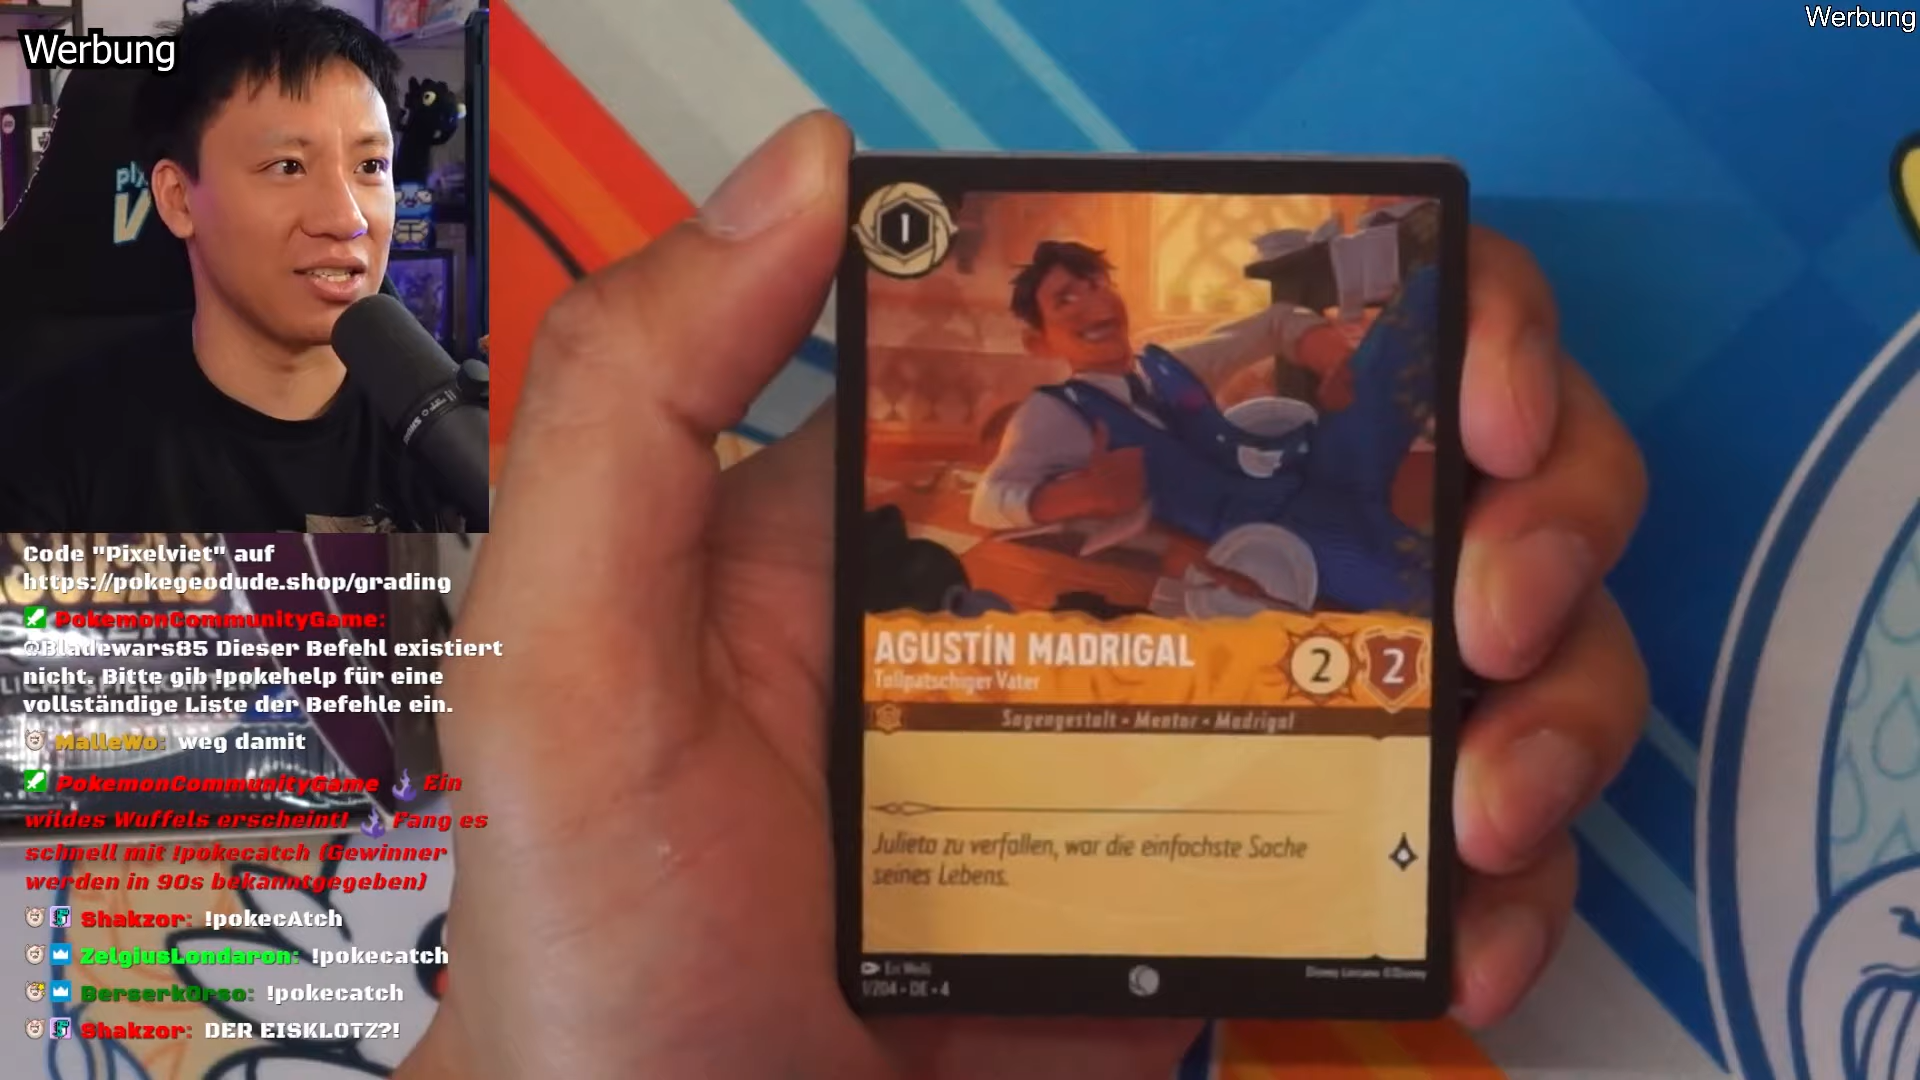 Werbung
Werbung
Code "Pixelviet" auf
https://pokegeodude.shop/grading
PokemonCommunityGame:
@Bladewars85 Dieser Befehl existiert
nicht. Bitte gib !pokehelp für eine
vollständige Liste der Befehle ein.
MalleWo: weg damit
PokemonCommunityGame Ein
wildes Wuffels erscheint! Fang es
schnell mit !pokecatch (Gewinner
werden in 90s bekanntgegeben)
Shakzor: !pokecAtch
ZelgiusLondaron: !pokecatch
BerserkOrso: !pokecatch
Shakzor: DER EISKLOTZ?!
1
AGUSTÍN MADRIGAL
2 2
Tollpatschiger Vater
Sagengestalt • Mentor • Madrigal
Julieta zu verfallen, war die einfachste Sache
seines Lebens.
Disney Lorcana ©Disney
1/204 • DE • 4